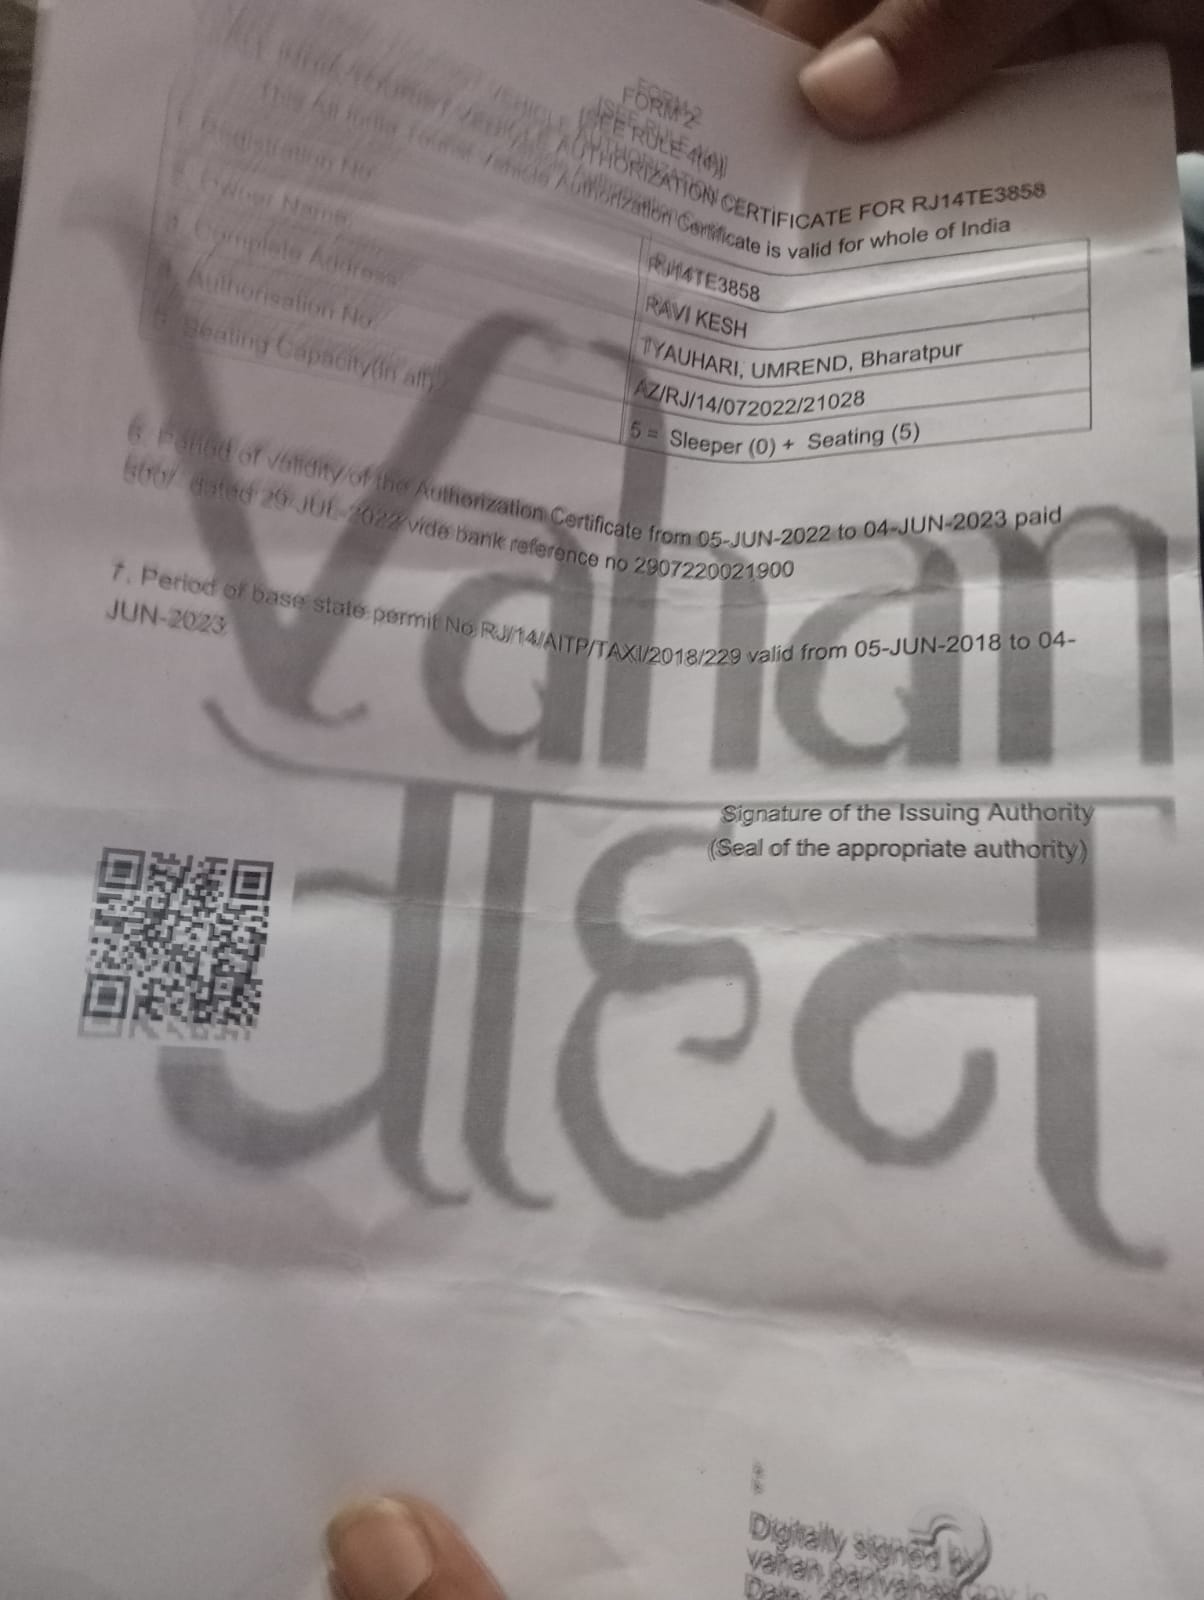 FORM 2
[SEE RULE 4(4)]
ALL INDIA TOURIST VEHICLE AUTHORIZATION CERTIFICATE FOR RJ14TE3858
This All India Tourist Vehicle Authorization Certificate is valid for whole of India
1. Registration No. RJ14TE3858
2. Owner Name RAVI KESH
3. Complete Address TYAUHARI, UMREND, Bharatpur
4. Authorisation No. AZ/RJ/14/072022/21028
5. Seating Capacity(in all) 5 = Sleeper (0) + Seating (5)
6. Period of validity of the Authorization Certificate from 05-JUN-2022 to 04-JUN-2023 paid
500/- dated 29-JUL-2022 vide bank reference no 2907220021900
7. Period of base state permit No RJ/14/AITP/TAXI/2018/229 valid from 05-JUN-2018 to 04-
JUN-2023
Vahan
वाहन
Signature of the Issuing Authority
(Seal of the appropriate authority)
Digitally signed By
vahan.parivahan.gov.in